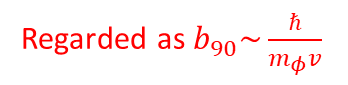 Regarded as b₉₀~ ħ/(m_ϕ v)